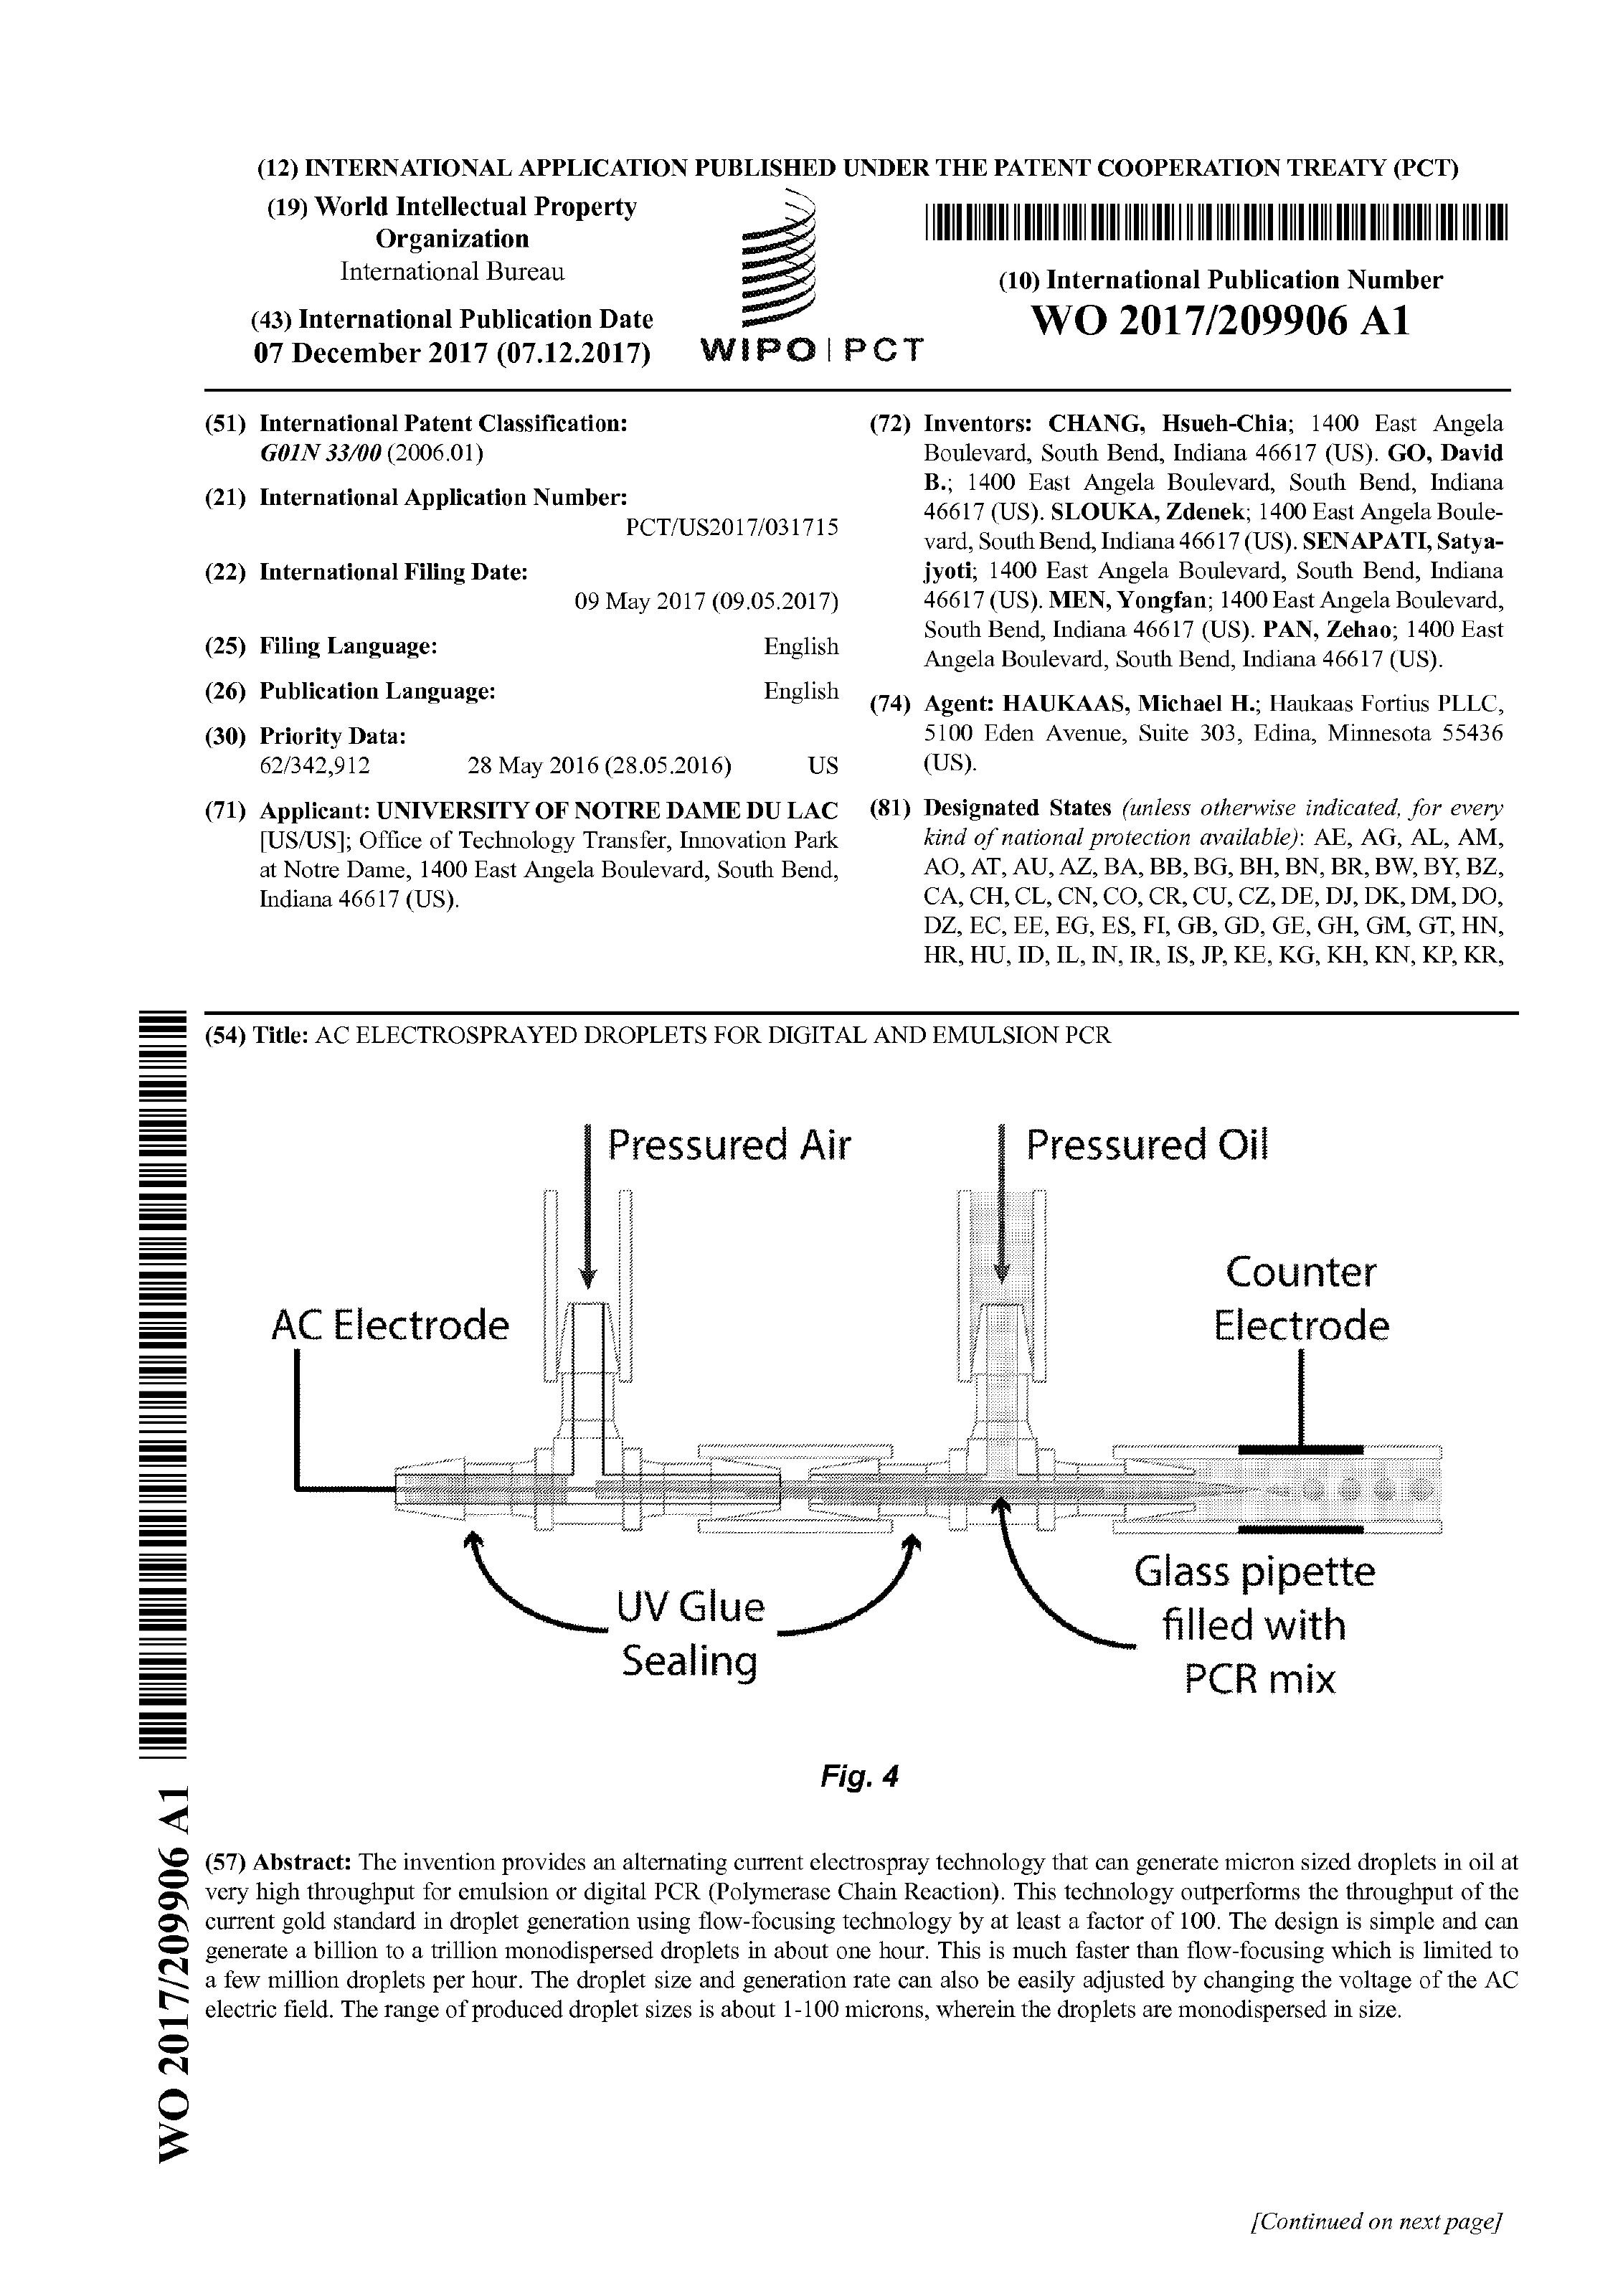 (12) INTERNATIONAL APPLICATION PUBLISHED UNDER THE PATENT COOPERATION TREATY (PCT)
(19) World Intellectual Property
Organization
International Bureau
(43) International Publication Date
07 December 2017 (07.12.2017)
WIPO | PCT
(10) International Publication Number
WO 2017/209906 A1
(51) International Patent Classification:
G01N 33/00 (2006.01)
(21) International Application Number:
PCT/US2017/031715
(22) International Filing Date:
09 May 2017 (09.05.2017)
(25) Filing Language: English
(26) Publication Language: English
(30) Priority Data:
62/342,912 28 May 2016 (28.05.2016) US
(71) Applicant: UNIVERSITY OF NOTRE DAME DU LAC
[US/US]; Office of Technology Transfer, Innovation Park
at Notre Dame, 1400 East Angela Boulevard, South Bend,
Indiana 46617 (US).
(72) Inventors: CHANG, Hsueh-Chia; 1400 East Angela
Boulevard, South Bend, Indiana 46617 (US). GO, David
B.; 1400 East Angela Boulevard, South Bend, Indiana
46617 (US). SLOUKA, Zdenek; 1400 East Angela Boule-
vard, South Bend, Indiana 46617 (US). SENAPATI, Satya-
jyoti; 1400 East Angela Boulevard, South Bend, Indiana
46617 (US). MEN, Yongfan; 1400 East Angela Boulevard,
South Bend, Indiana 46617 (US). PAN, Zehao; 1400 East
Angela Boulevard, South Bend, Indiana 46617 (US).
(74) Agent: HAUKAAS, Michael H.; Haukaas Fortius PLLC,
5100 Eden Avenue, Suite 303, Edina, Minnesota 55436
(US).
(81) Designated States (unless otherwise indicated, for every
kind of national protection available): AE, AG, AL, AM,
AO, AT, AU, AZ, BA, BB, BG, BH, BN, BR, BW, BY, BZ,
CA, CH, CL, CN, CO, CR, CU, CZ, DE, DJ, DK, DM, DO,
DZ, EC, EE, EG, ES, FI, GB, GD, GE, GH, GM, GT, HN,
HR, HU, ID, IL, IN, IR, IS, JP, KE, KG, KH, KN, KP, KR,
(54) Title: AC ELECTROSPRAYED DROPLETS FOR DIGITAL AND EMULSION PCR
Pressured Air
Pressured Oil
AC Electrode
Counter
Electrode
UV Glue
Sealing
Glass pipette
filled with
PCR mix
Fig. 4
(57) Abstract: The invention provides an alternating current electrospray technology that can generate micron sized droplets in oil at
very high throughput for emulsion or digital PCR (Polymerase Chain Reaction). This technology outperforms the throughput of the
current gold standard in droplet generation using flow-focusing technology by at least a factor of 100. The design is simple and can
generate a billion to a trillion monodispersed droplets in about one hour. This is much faster than flow-focusing which is limited to
a few million droplets per hour. The droplet size and generation rate can also be easily adjusted by changing the voltage of the AC
electric field. The range of produced droplet sizes is about 1-100 microns, wherein the droplets are monodispersed in size.
WO 2017/209906 A1
[Continued on next page]